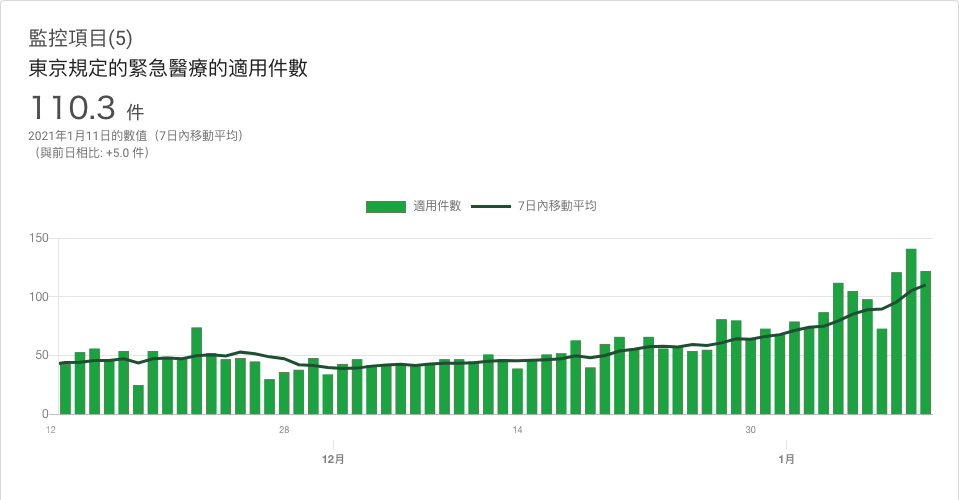 監控項目(5)
東京規定的緊急醫療的適用件數
110.3 件
2021年1月11日的數值（7日內移動平均）
（與前日相比: +5.0 件）
適用件數 7日內移動平均
150
100
50
0
12 28 14 30
12月 1月